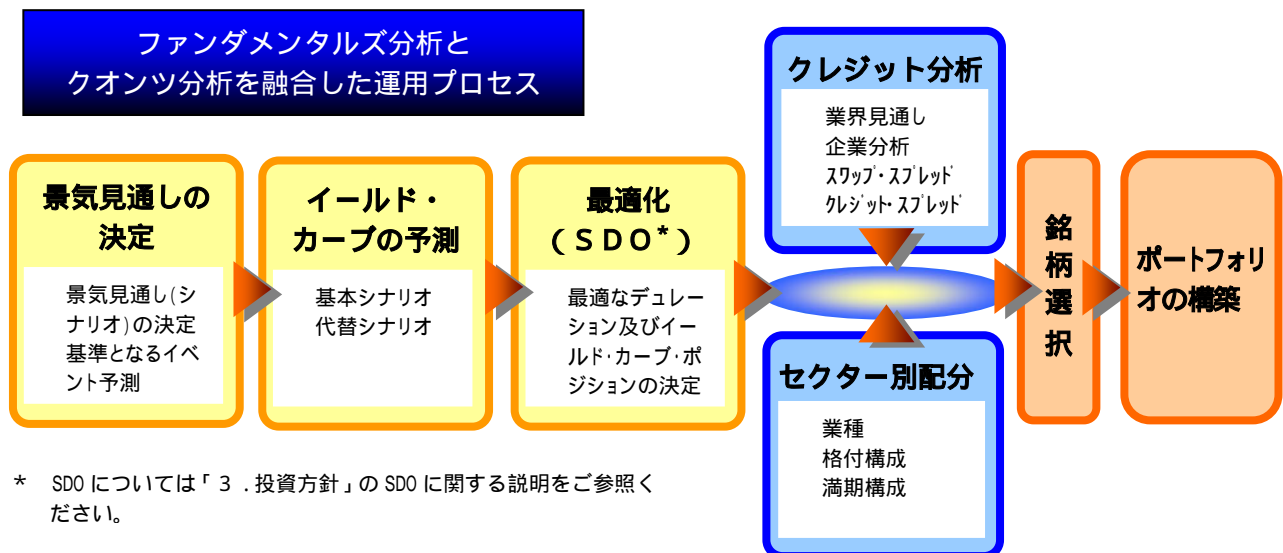 ファンダメンタルズ分析と
クオンツ分析を融合した運用プロセス
景気見通しの
決定
景気見通し(シ
ナリオ)の決定
基準となるイベ
ント予測
イールド・
カーブの予測
基本シナリオ
代替シナリオ
最適化
(SDO*)
最適なデュレー
ション及びイー
ルド・カーブ・ポ
ジションの決定
クレジット分析
業界見通し
企業分析
スワップ・スプレッド
クレジット・スプレッド
セクター別配分
業種
格付構成
満期構成
銘
柄
選
択
ポートフォリ
オの構築
* SDO については「3.投資方針」の SDO に関する説明をご参照く
ださい。